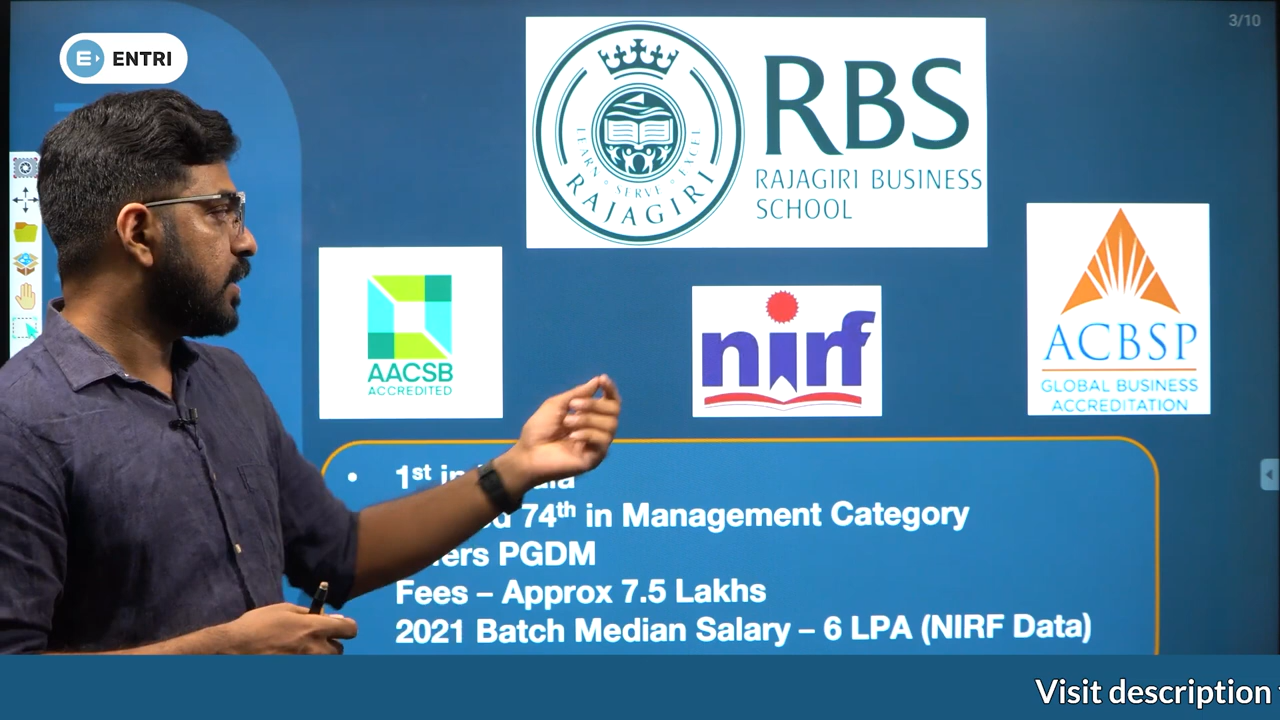 3/10
ENTRI
RBS
RAJAGIRI BUSINESS
SCHOOL
LEARN SERVE EXCEL
RAJAGIRI
AACSB
ACCREDITED
nirf
ACBSP
GLOBAL BUSINESS
ACCREDITATION
• 1st in
74th in Management Category
PGDM
Fees – Approx 7.5 Lakhs
2021 Batch Median Salary – 6 LPA (NIRF Data)
Visit description